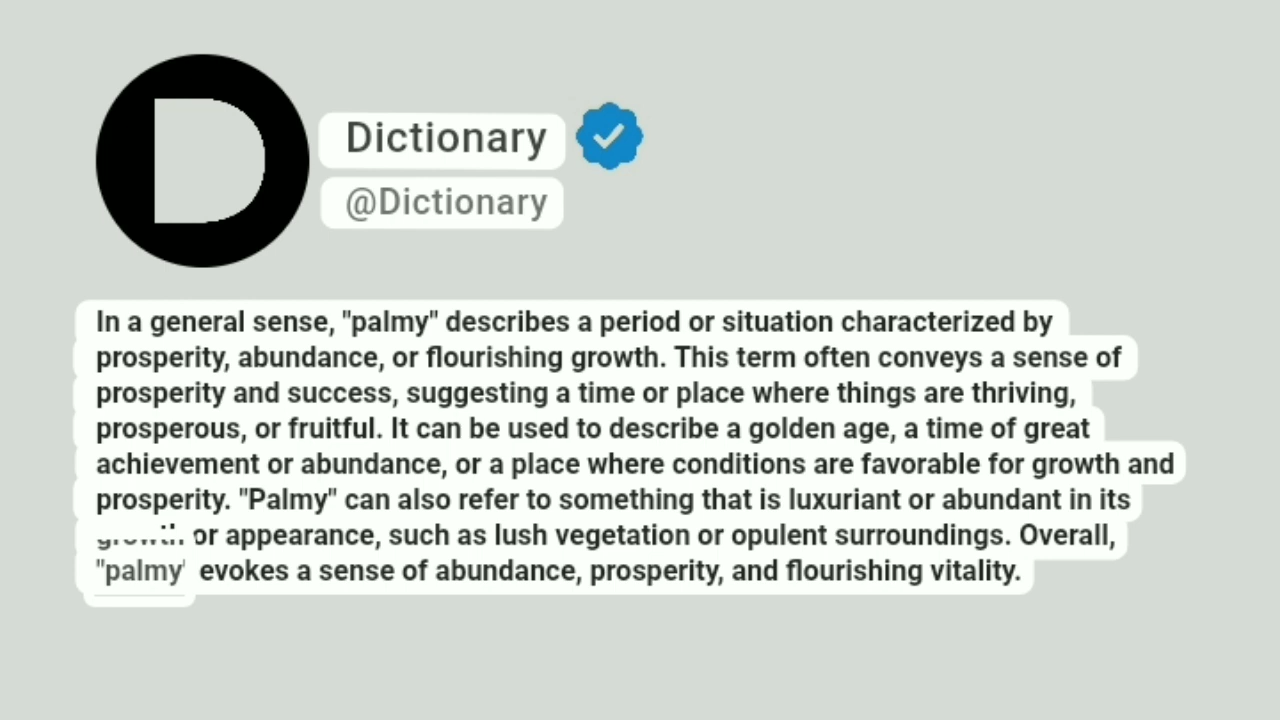 D
Dictionary
@Dictionary
In a general sense, "palmy" describes a period or situation characterized by
prosperity, abundance, or flourishing growth. This term often conveys a sense of
prosperity and success, suggesting a time or place where things are thriving,
prosperous, or fruitful. It can be used to describe a golden age, a time of great
achievement or abundance, or a place where conditions are favorable for growth and
prosperity. "Palmy" can also refer to something that is luxuriant or abundant in its
growth or appearance, such as lush vegetation or opulent surroundings. Overall,
"palmy" evokes a sense of abundance, prosperity, and flourishing vitality.